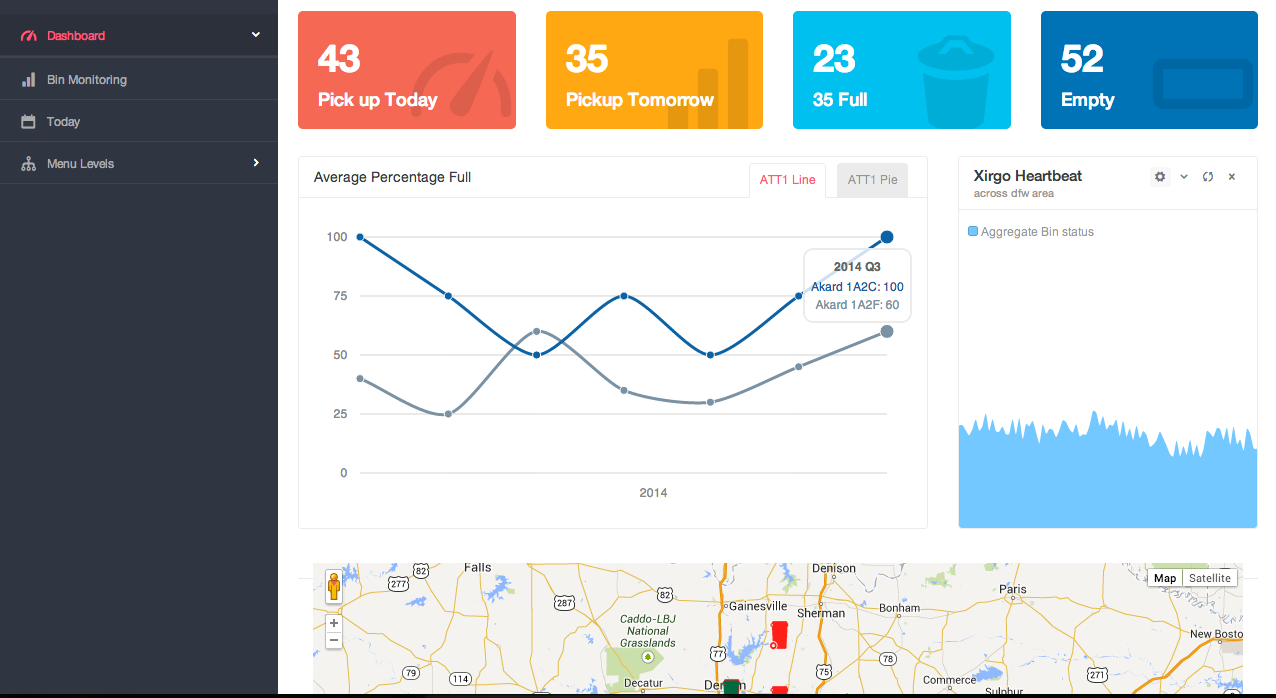 Dashboard
Bin Monitoring
Today
Menu Levels
43
Pick up Today
35
Pickup Tomorrow
23
35 Full
52
Empty
Average Percentage Full
ATT1 Line
ATT1 Pie
100
75
50
25
0
2014
2014 Q3
Akard 1A2C: 100
Akard 1A2F: 60
Xirgo Heartbeat
across dfw area
Aggregate Bin status
Map
Satellite
Falls
82
277
287
82
Denison
Gainesville
Sherman
Bonham
Paris
Caddo-LBJ
National
Grasslands
New Bosto
77
75
78
79
114
271
Decatur
Commerce
Sulphur